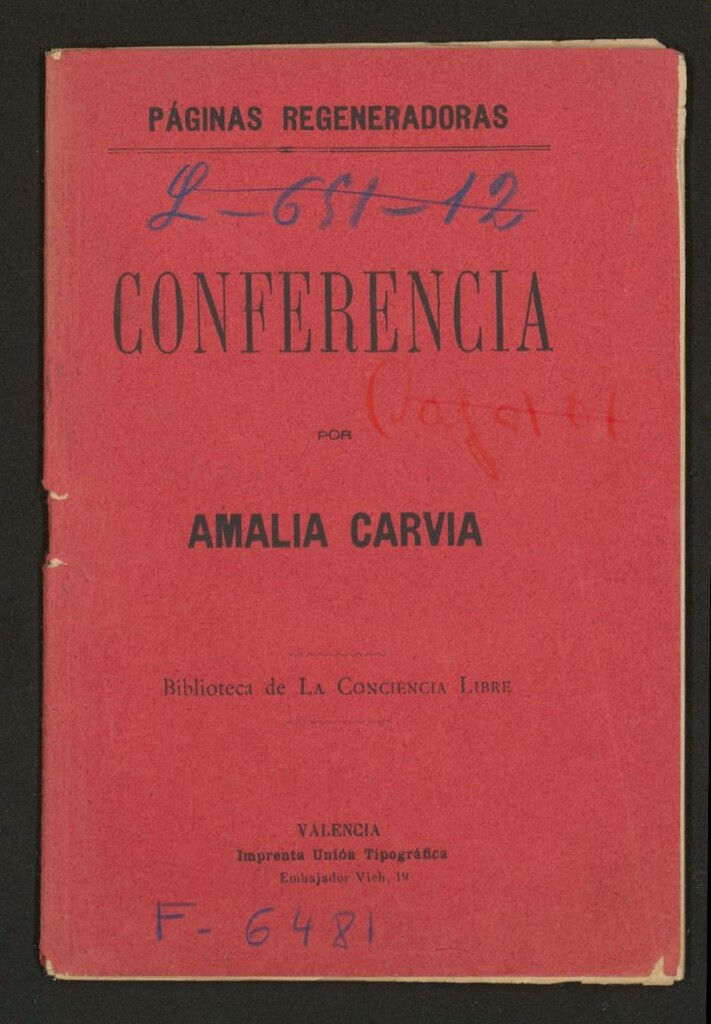 PÁGINAS REGENERADORAS
L-651-12
CONFERENCIA
POR
AMALIA CARVIA
Biblioteca de LA CONCIENCIA LIBRE
VALENCIA
Imprenta Unión Tipográfica
Embajador Vich, 19
F- 6481